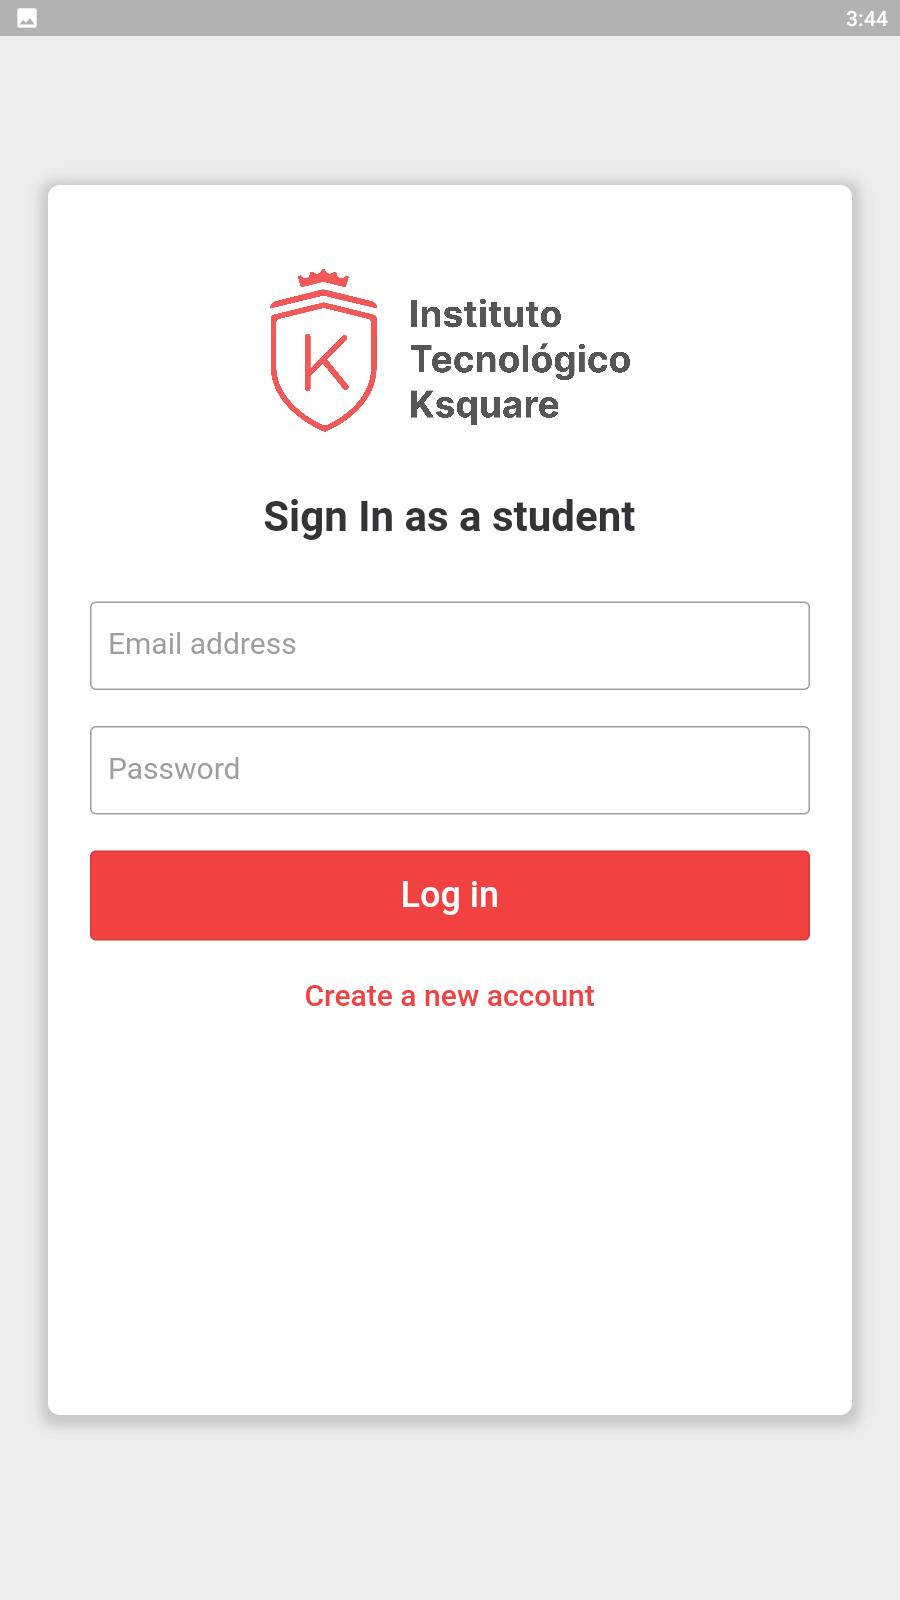 3:44
K
Instituto
Tecnológico
Ksquare
Sign In as a student
Email address
Password
Log in
Create a new account